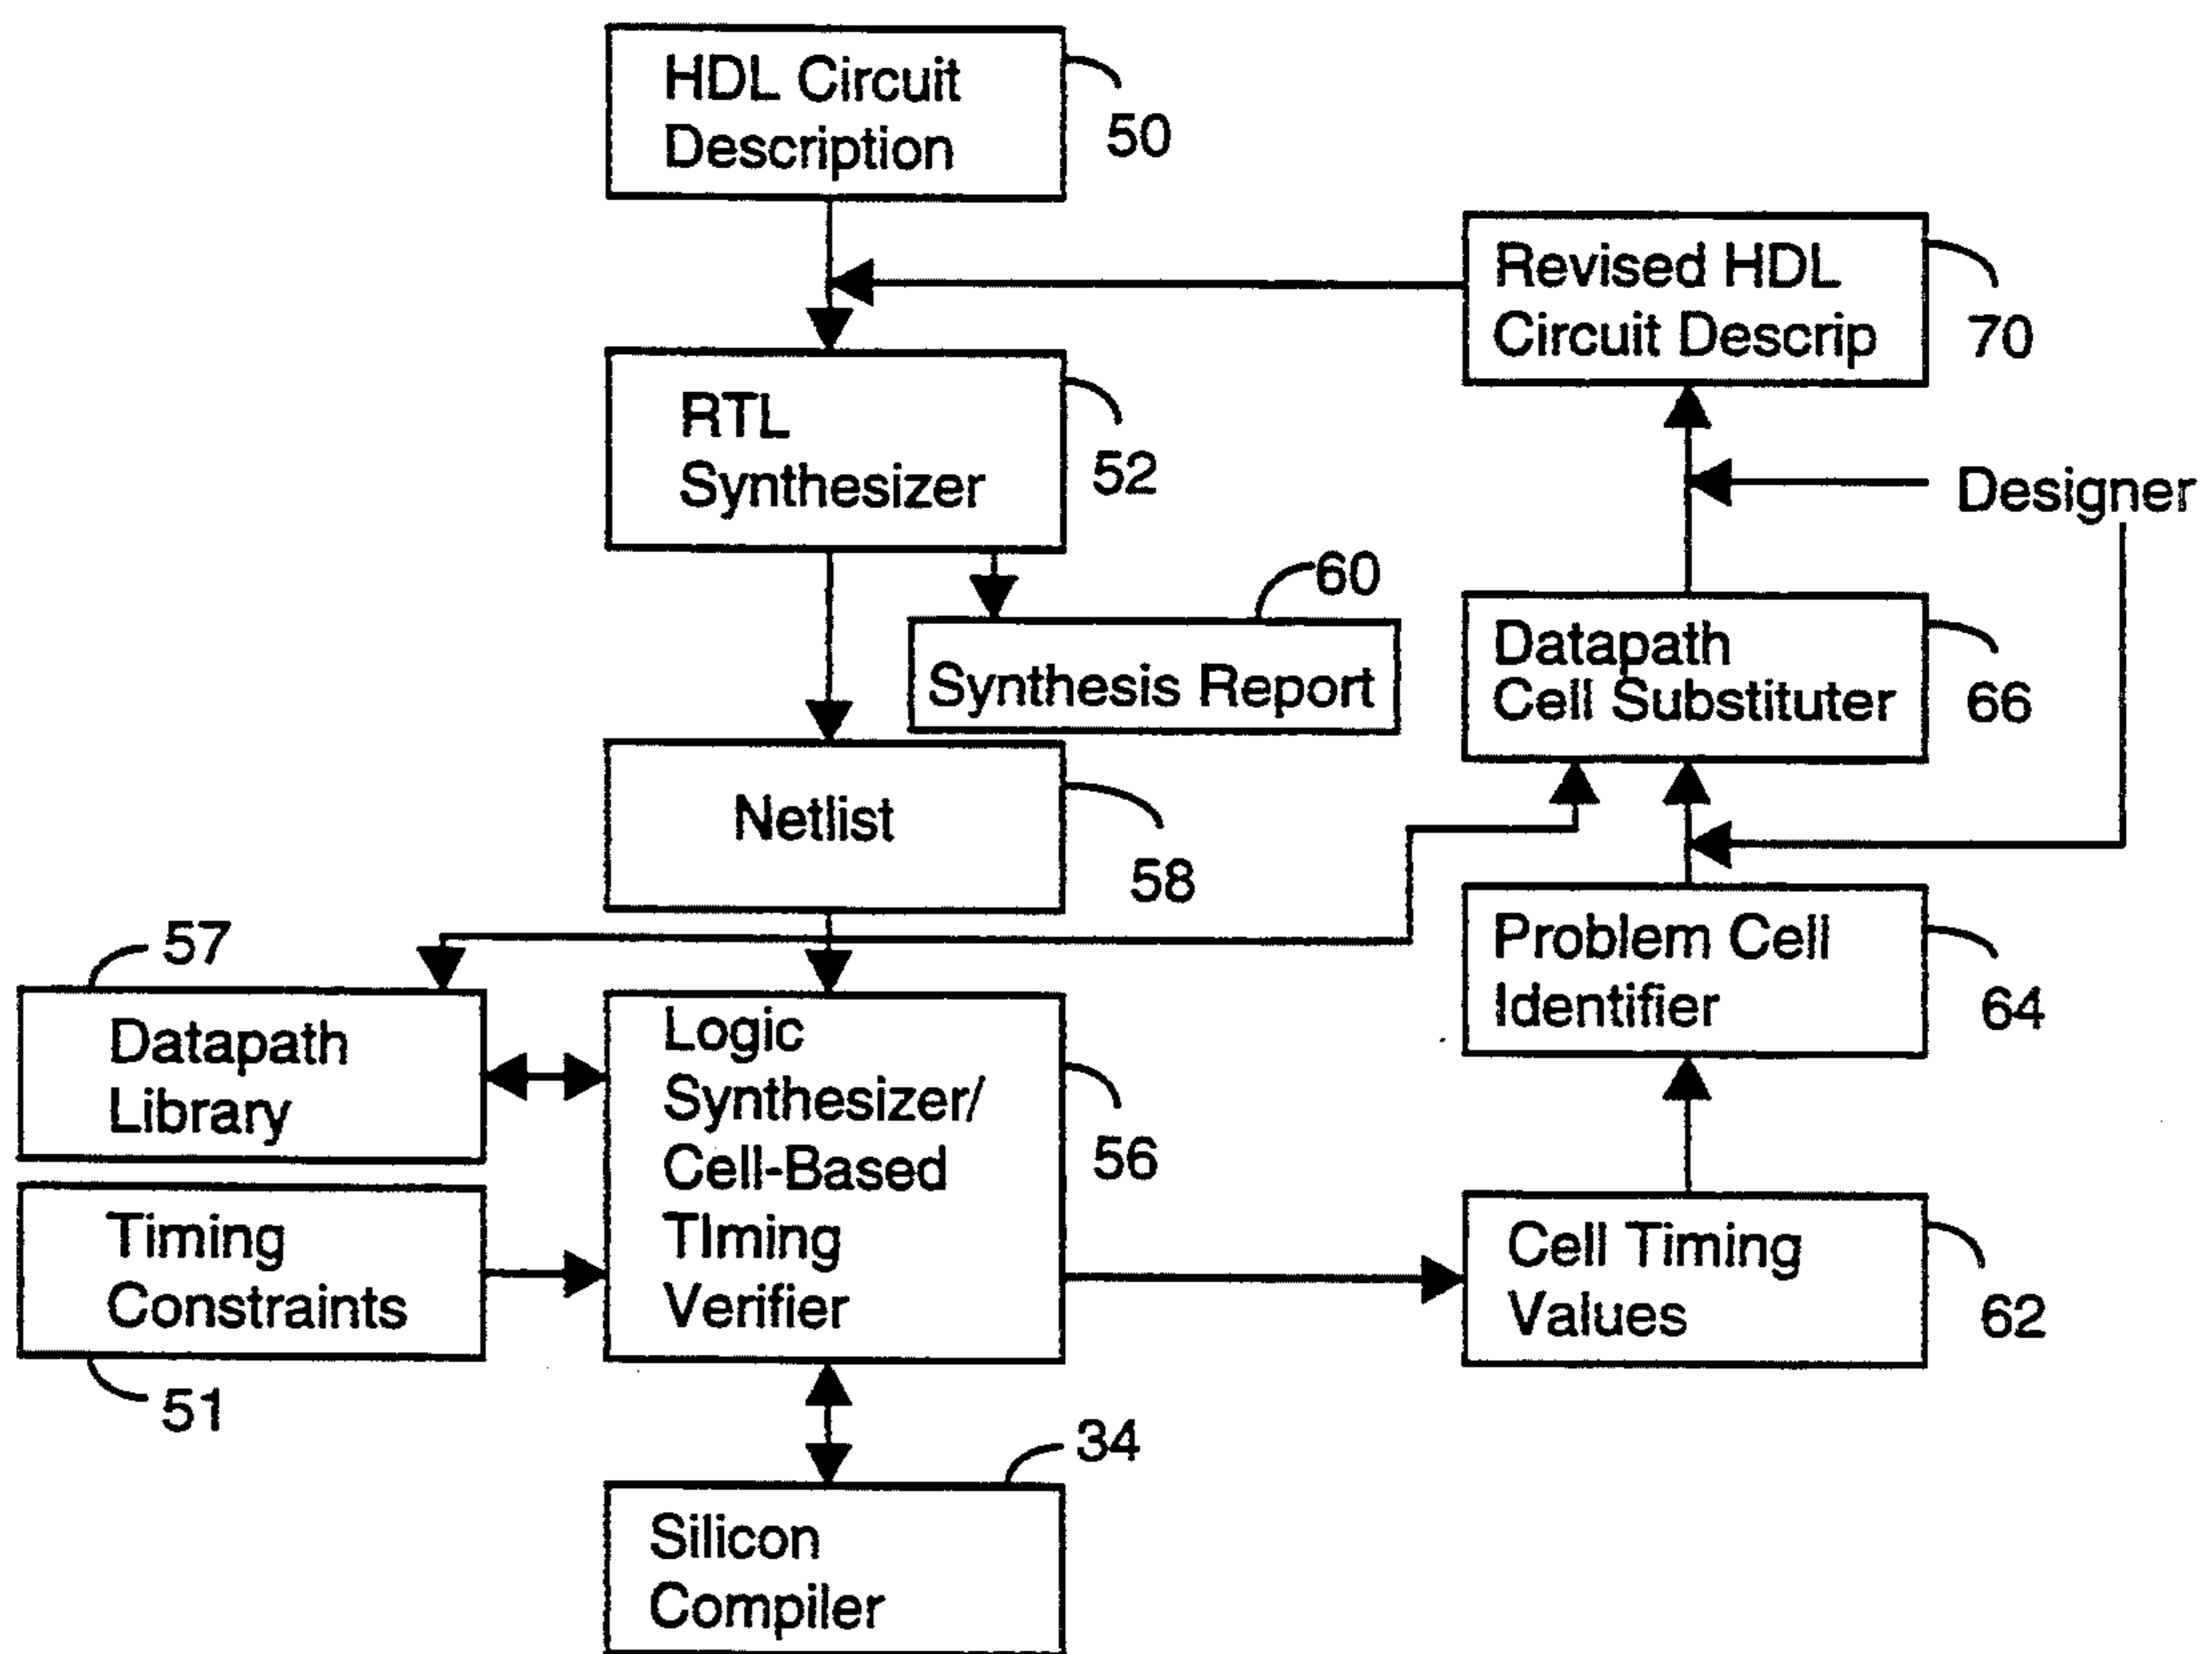 HDL Circuit
Description
50
Revised HDL
Circuit Descrip
70
RTL
Synthesizer
52
Designer
60
Synthesis Report
Datapath
Cell Substituter
66
Netlist
58
57
Datapath
Library
Problem Cell
Identifier
64
Logic
Synthesizer/
Cell-Based
TIming
Verifier
56
Timing
Constraints
51
Cell Timing
Values
62
34
Silicon
Compiler